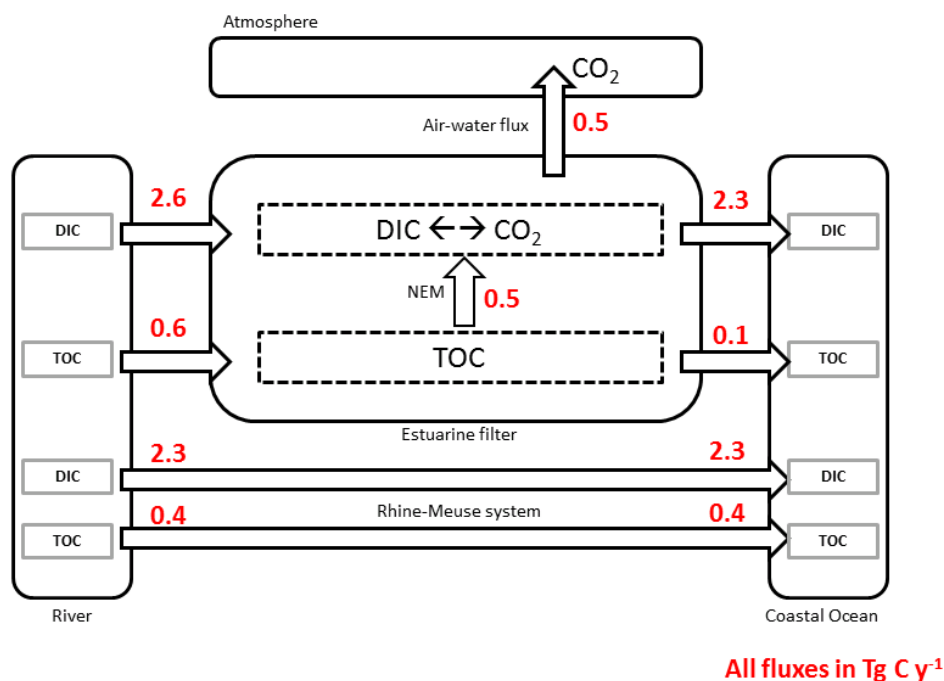 Atmosphere
CO₂
Air-water flux
0.5
2.6
2.3
DIC
DIC ←→ CO₂
DIC
NEM
0.5
0.6
0.1
TOC
TOC
TOC
Estuarine filter
2.3
2.3
DIC
DIC
0.4
Rhine-Meuse system
0.4
TOC
TOC
River
Coastal Ocean
All fluxes in Tg C y⁻¹